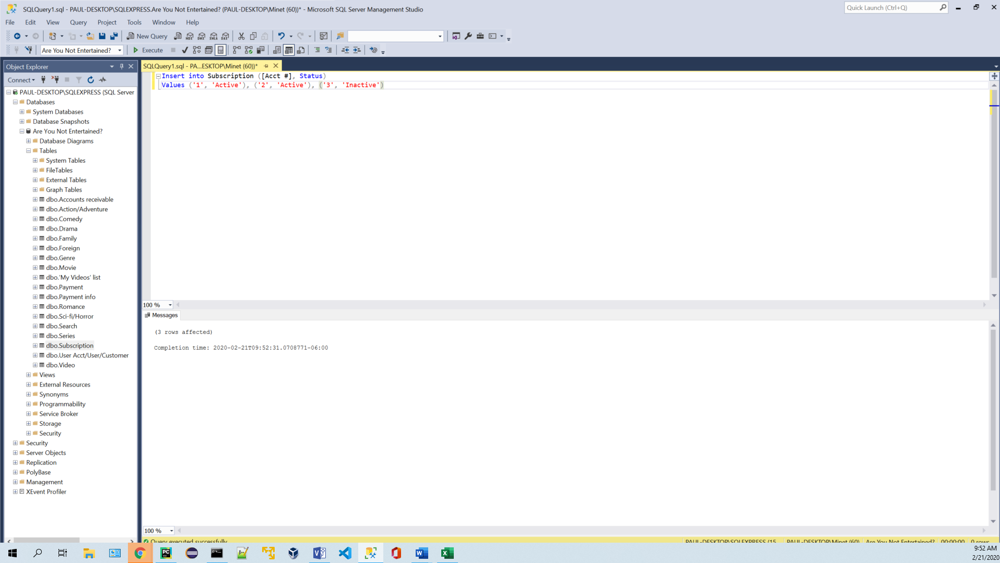 SQLQuery1.sql - PAUL-DESKTOP\SQLEXPRESS.Are You Not Entertained? (PAUL-DESKTOP\Minet (60))* - Microsoft SQL Server Management Studio
Quick Launch (Ctrl+Q)
File Edit View Query Project Tools Window Help
New Query MDX DMX XMLA DAX
Are You Not Entertained? Execute
Object Explorer
SQLQuery1.sql - PA...ESKTOP\Minet (60))*
Connect
Insert into Subscription ([Acct #], Status)
Values ('1', 'Active'), ('2', 'Active'), ('3', 'Inactive')
PAUL-DESKTOP\SQLEXPRESS (SQL Server
Databases
System Databases
Database Snapshots
Are You Not Entertained?
Database Diagrams
Tables
System Tables
FileTables
External Tables
Graph Tables
dbo.Accounts receivable
dbo.Action/Adventure
dbo.Comedy
dbo.Drama
dbo.Family
dbo.Foreign
dbo.Genre
dbo.Movie
dbo.'My Videos' list
dbo.Payment
dbo.Payment info
dbo.Romance
dbo.Sci-fi/Horror
dbo.Search
dbo.Series
dbo.Subscription
dbo.User Acct/User/Customer
dbo.Video
Views
External Resources
Synonyms
Programmability
Service Broker
Storage
Security
Security
Server Objects
Replication
PolyBase
Management
XEvent Profiler
100 %
Messages
(3 rows affected)
Completion time: 2020-02-21T09:52:31.0708771-06:00
100 %
Query executed successfully
PAUL-DESKTOP\SQLEXPRESS (15 PAUL-DESKTOP\Minet (60) Are You Not Entertained? 00:00:00 0 rows
9:52 AM
2/21/2020